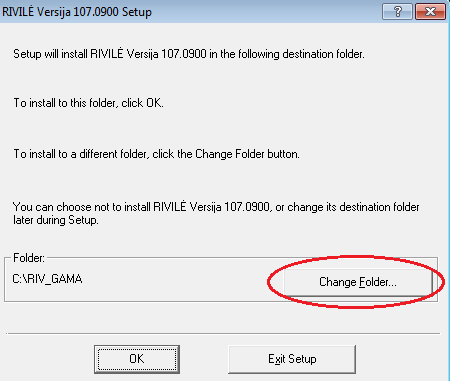 RIVILĖ Versija 107.0900 Setup
Setup will install RIVILĖ Versija 107.0900 in the following destination folder.
To install to this folder, click OK.
To install to a different folder, click the Change Folder button.
You can choose not to install RIVILĖ Versija 107.0900, or change its destination folder
later during Setup.
Folder:
C:\RIV_GAMA
Change Folder...
OK
Exit Setup